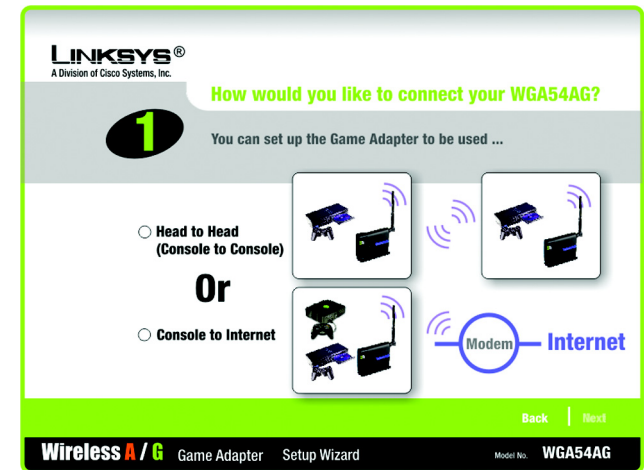 LINKSYS®
A Division of Cisco Systems, Inc.
How would you like to connect your WGA54AG?
1
You can set up the Game Adapter to be used ...
Head to Head
(Console to Console)
Or
Console to Internet
Modem
Internet
Back | Next
Wireless A / G Game Adapter Setup Wizard
Model No. WGA54AG